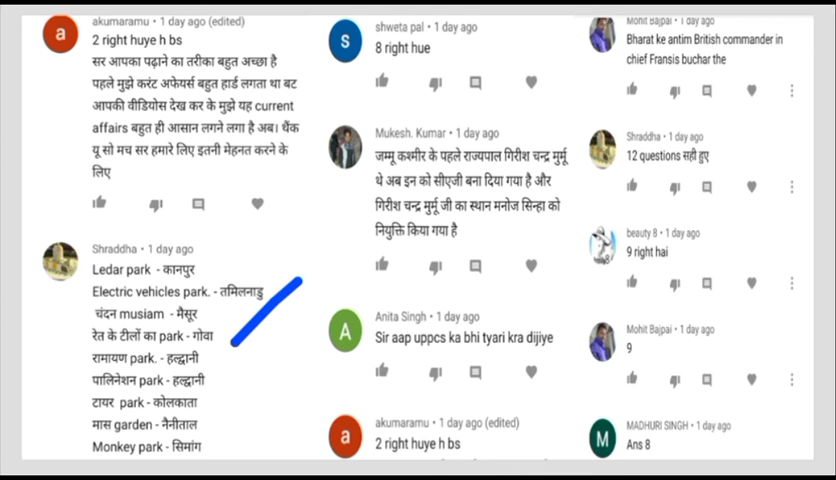 akumaramu • 1 day ago (edited)
a
2 right huye h bs
सर आपका पढ़ाने का तरीका बहुत अच्छा है
पहले मुझे करंट अफेयर्स बहुत हार्ड लगता था बट
आपकी वीडियोस देख कर के मुझे यह current
affairs बहुत ही आसान लगने लगा है अब। थैंक
यू सो मच सर हमारे लिए इतनी मेहनत करने के
लिए
Shraddha • 1 day ago
Ledar park - कानपुर
Electric vehicles park. - तमिलनाडु
चंदन musiam - मैसूर
रेत के टीलों का park - गोवा
रामायण park. - हल्द्वानी
पालिनेशन park - हल्द्वानी
टायर park - कोलकाता
मास garden - नैनीताल
Monkey park - सिमांग
shweta pal • 1 day ago
s
8 right hue
Mukesh. Kumar • 1 day ago
जम्मू कश्मीर के पहले राज्यपाल गिरीश चन्द्र मुर्मू
थे अब इन को सीएजी बना दिया गया है और
गिरीश चन्द्र मुर्मू जी का स्थान मनोज सिन्हा को
नियुक्ति किया गया है
Anita Singh • 1 day ago
A
Sir aap uppcs ka bhi tyari kra dijiye
akumaramu • 1 day ago (edited)
a
2 right huye h bs
Mohit Bajpai • 1 day ago
Bharat ke antim British commander in
chief Fransis buchar the
Shraddha • 1 day ago
12 questions सही हुए
beauty 8 • 1 day ago
9 right hai
Mohit Bajpai • 1 day ago
9
MADHURI SINGH • 1 day ago
M
Ans 8